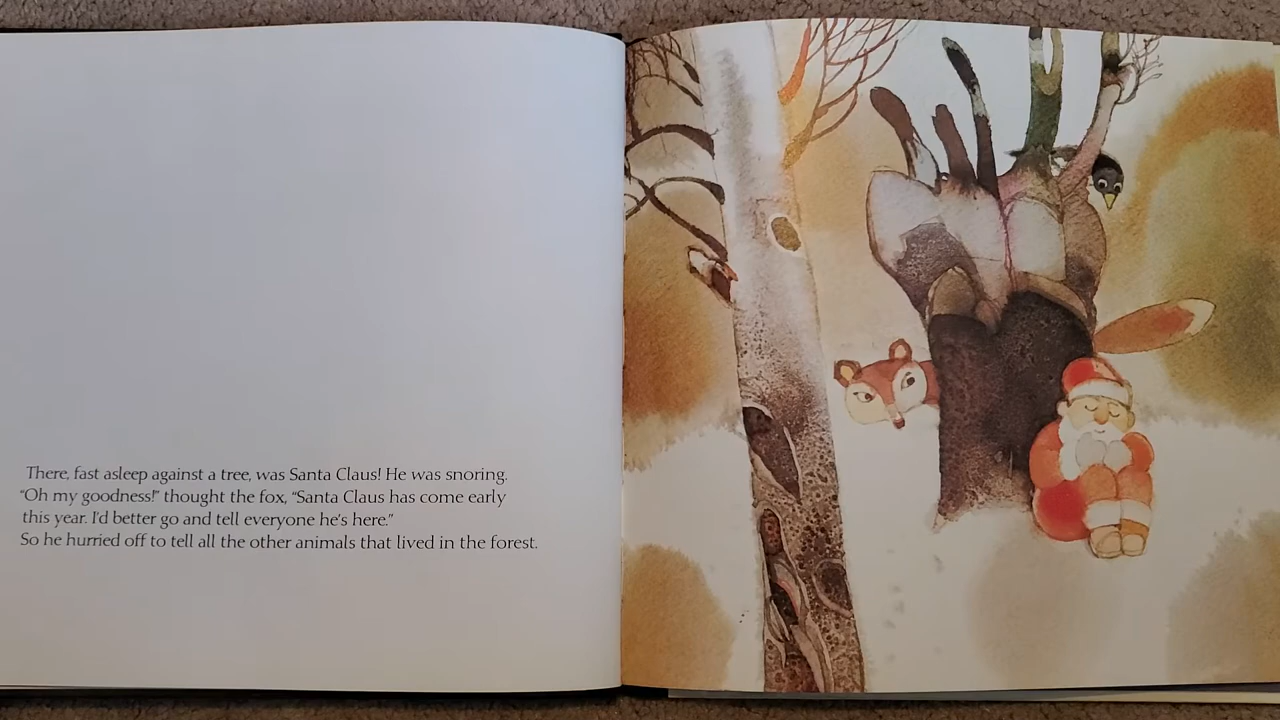 There, fast asleep against a tree, was Santa Claus! He was snoring.
"Oh my goodness!" thought the fox, "Santa Claus has come early
this year. I'd better go and tell everyone he's here."
So he hurried off to tell all the other animals that lived in the forest.